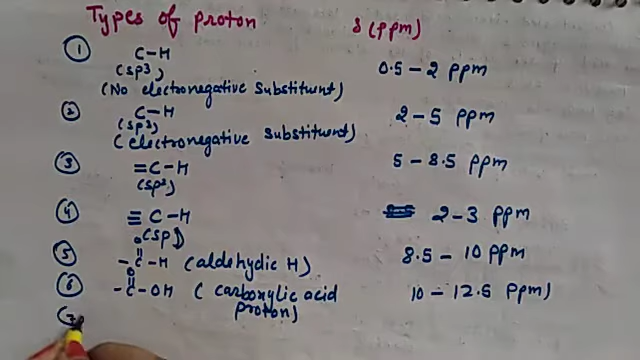 Types of proton δ (ppm)
① C-H 0.5 - 2 ppm
(sp3)
(No electronegative substituent)
② C-H 2-5 ppm
(sp3)
(electronegative substituent)
③ =C-H 5 - 8.5 ppm
(sp2)
④ ≡C-H 2-3 ppm
(sp)
O
⑤ -C-H (aldehydic H) 8.5 - 10 ppm
O
⑥ -C-OH (carboxylic acid 10 - 12.5 ppm)
proton)